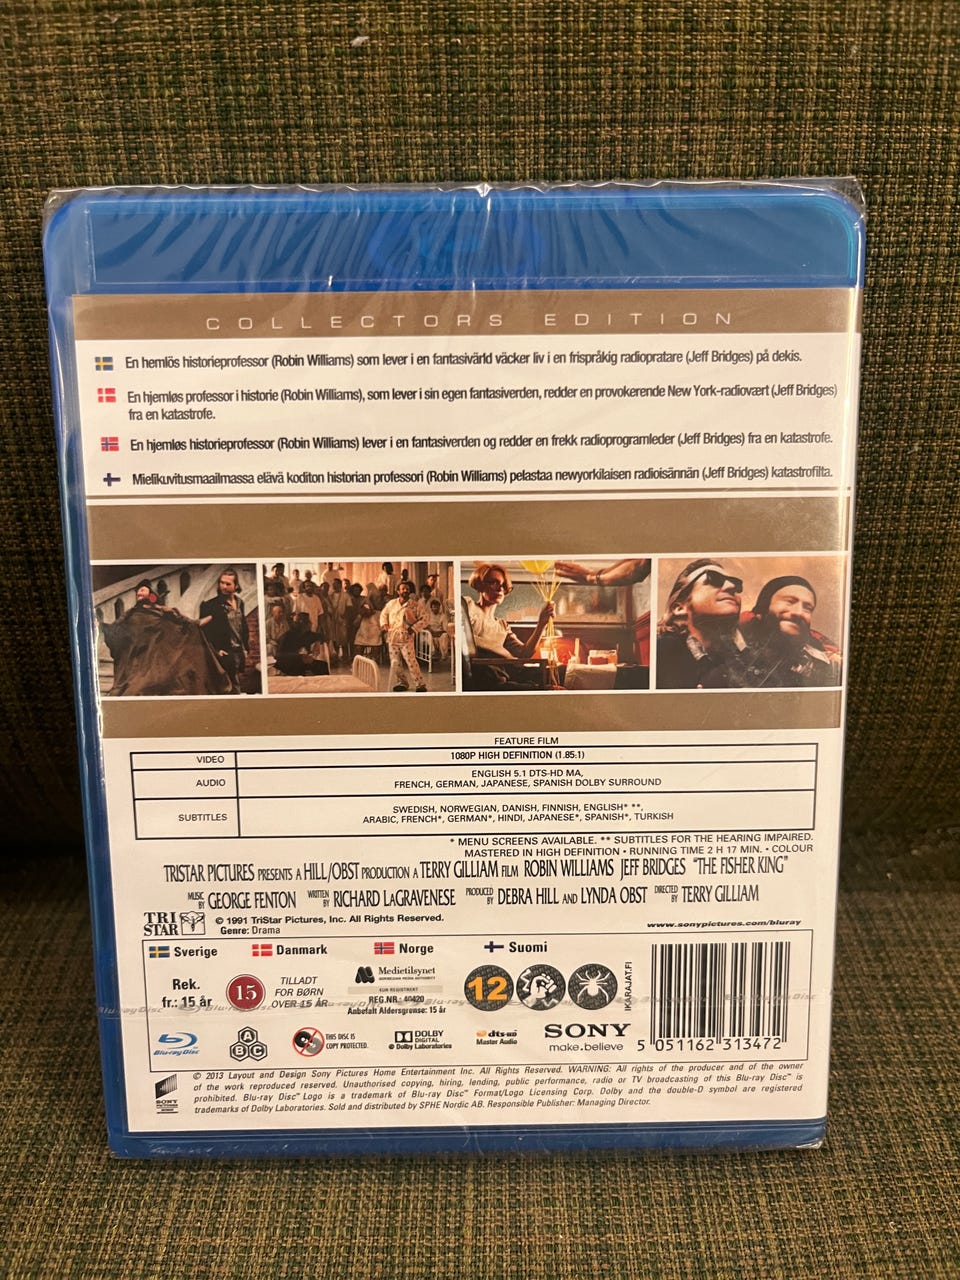 COLLECTORS EDITION
En hemlös historieprofessor (Robin Williams) som lever i en fantasivärld väcker liv i en frispråkig radiopratare (Jeff Bridges) på dekis.
En hjemløs professor i historie (Robin Williams), som lever i sin egen fantasiverden, redder en provokerende New York-radiovært (Jeff Bridges)
fra en katastrofe.
En hjemløs historieprofessor (Robin Williams) lever i en fantasiverden og redder en frekk radioprogramleder (Jeff Bridges) fra en katastrofe.
Mielikuvitusmaailmassa elävä koditon historian professori (Robin Williams) pelastaa newyorkilaisen radioisännän (Jeff Bridges) katastrofilta.
FEATURE FILM
VIDEO 1080P HIGH DEFINITION (1.85:1)
AUDIO ENGLISH 5.1 DTS-HD MA,
FRENCH, GERMAN, JAPANESE, SPANISH DOLBY SURROUND
SUBTITLES SWEDISH, NORWEGIAN, DANISH, FINNISH, ENGLISH* **,
ARABIC, FRENCH*, GERMAN*, HINDI, JAPANESE*, SPANISH*, TURKISH
* MENU SCREENS AVAILABLE. ** SUBTITLES FOR THE HEARING IMPAIRED.
MASTERED IN HIGH DEFINITION • RUNNING TIME 2 H 17 MIN. • COLOUR
TRISTAR PICTURES PRESENTS A HILL/OBST PRODUCTION A TERRY GILLIAM FILM ROBIN WILLIAMS JEFF BRIDGES "THE FISHER KING"
MUSIC BY GEORGE FENTON WRITTEN BY RICHARD LaGRAVENESE PRODUCED BY DEBRA HILL AND LYNDA OBST DIRECTED BY TERRY GILLIAM
TRI STAR © 1991 TriStar Pictures, Inc. All Rights Reserved.
Genre: Drama
www.sonypictures.com/bluray
Sverige Danmark Norge Suomi
Rek.
fr.: 15 år
15
TILLADT
FOR BØRN
OVER 15 ÅR
Medietilsynet
NORWEGIAN MEDIA AUTHORITY
KUN REGISTRERT
REG.NR.: 40420
Anbefalt Aldersgrense: 15 år
12
IKARAJAT.FI
Blu-ray Disc
A B C
THIS DISC IS
COPY PROTECTED.
DOLBY
DIGITAL
© Dolby Laboratories
dts-HD
Master Audio
SONY
make.believe
5 051162 313472
SONY
PICTURES
© 2013 Layout and Design Sony Pictures Home Entertainment Inc. All Rights Reserved. WARNING: All rights of the producer and of the owner
of the work reproduced reserved. Unauthorised copying, hiring, lending, public performance, radio or TV broadcasting of this Blu-ray Disc™ is
prohibited. Blu-ray Disc™ Logo is a trademark of Blu-ray Disc™ Format/Logo Licensing Corp. Dolby and the double-D symbol are registered
trademarks of Dolby Laboratories. Sold and distributed by SPHE Nordic AB. Responsible Publisher: Managing Director.